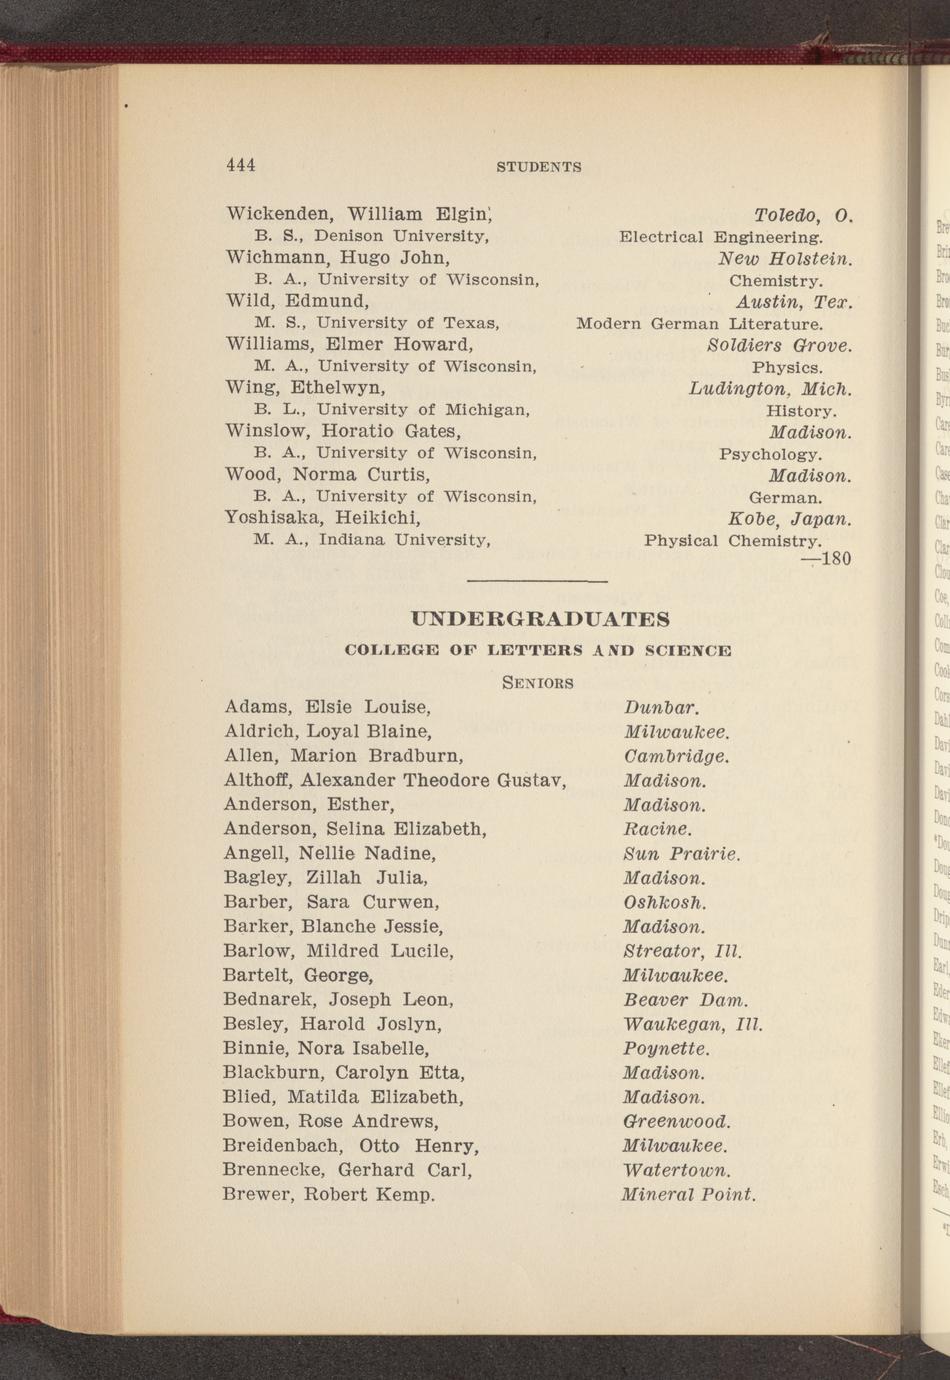 444 STUDENTS
Wickenden, William Elgin, Toledo, O.
B. S., Denison University, Electrical Engineering.
Wichmann, Hugo John, New Holstein.
B. A., University of Wisconsin, Chemistry.
Wild, Edmund, Austin, Tex.
M. S., University of Texas, Modern German Literature.
Williams, Elmer Howard, Soldiers Grove.
M. A., University of Wisconsin, Physics.
Wing, Ethelwyn, Ludington, Mich.
B. L., University of Michigan, History.
Winslow, Horatio Gates, Madison.
B. A., University of Wisconsin, Psychology.
Wood, Norma Curtis, Madison.
B. A., University of Wisconsin, German.
Yoshisaka, Heikichi, Kobe, Japan.
M. A., Indiana University, Physical Chemistry.
—180
UNDERGRADUATES
COLLEGE OF LETTERS AND SCIENCE
SENIORS
Adams, Elsie Louise, Dunbar.
Aldrich, Loyal Blaine, Milwaukee.
Allen, Marion Bradburn, Cambridge.
Althoff, Alexander Theodore Gustav, Madison.
Anderson, Esther, Madison.
Anderson, Selina Elizabeth, Racine.
Angell, Nellie Nadine, Sun Prairie.
Bagley, Zillah Julia, Madison.
Barber, Sara Curwen, Oshkosh.
Barker, Blanche Jessie, Madison.
Barlow, Mildred Lucile, Streator, Ill.
Bartelt, George, Milwaukee.
Bednarek, Joseph Leon, Beaver Dam.
Besley, Harold Joslyn, Waukegan, Ill.
Binnie, Nora Isabelle, Poynette.
Blackburn, Carolyn Etta, Madison.
Blied, Matilda Elizabeth, Madison.
Bowen, Rose Andrews, Greenwood.
Breidenbach, Otto Henry, Milwaukee.
Brennecke, Gerhard Carl, Watertown.
Brewer, Robert Kemp. Mineral Point.